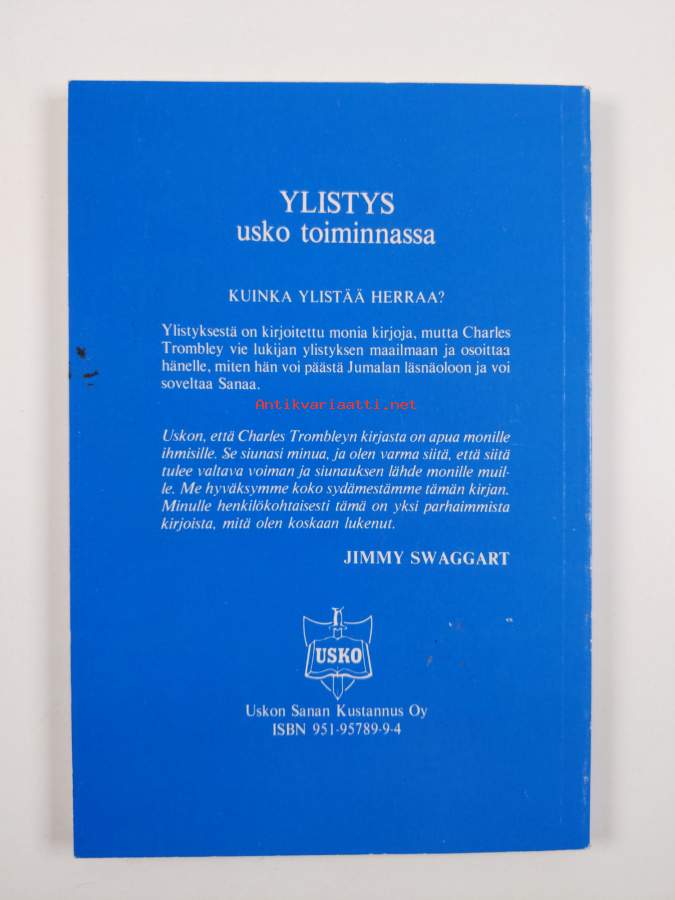 YLISTYS
usko toiminnassa
KUINKA YLISTÄÄ HERRAA?
Ylistyksestä on kirjoitettu monia kirjoja, mutta Charles
Trombley vie lukijan ylistyksen maailmaan ja osoittaa
hänelle, miten hän voi päästä Jumalan läsnäoloon ja voi
soveltaa Sanaa.
Antikvariaatti.net
Uskon, että Charles Trombleyn kirjasta on apua monille
ihmisille. Se siunasi minua, ja olen varma siitä, että siitä
tulee valtava voiman ja siunauksen lähde monille muil-
le. Me hyväksymme koko sydämestämme tämän kirjan.
Minulle henkilökohtaisesti tämä on yksi parhaimmista
kirjoista, mitä olen koskaan lukenut.
JIMMY SWAGGART
USKO
Uskon Sanan Kustannus Oy
ISBN 951-95789-9-4